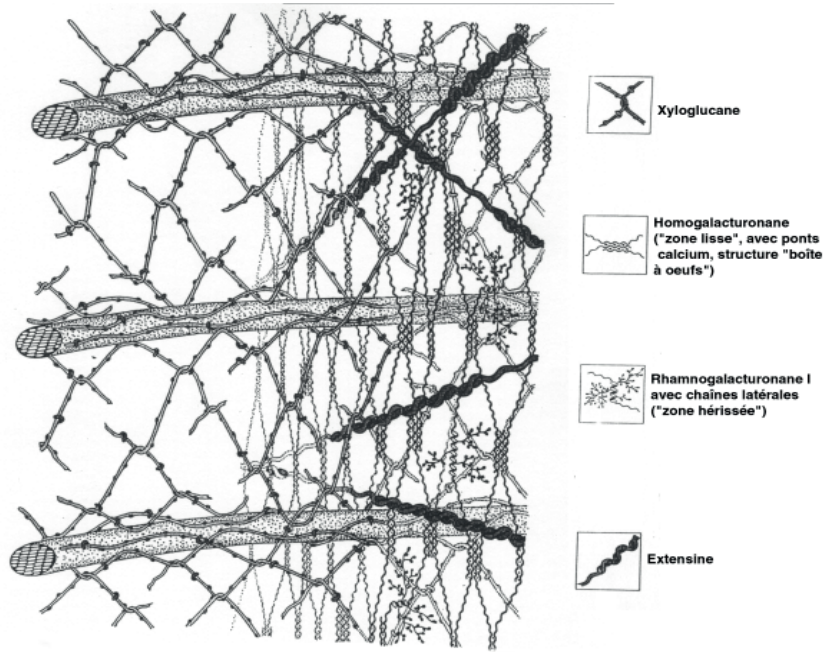 Xyloglucane
Homogalacturonane
("zone lisse", avec ponts
calcium, structure "boîte
à oeufs")
Rhamnogalacturonane I
avec chaînes latérales
("zone hérissée")
Extensine